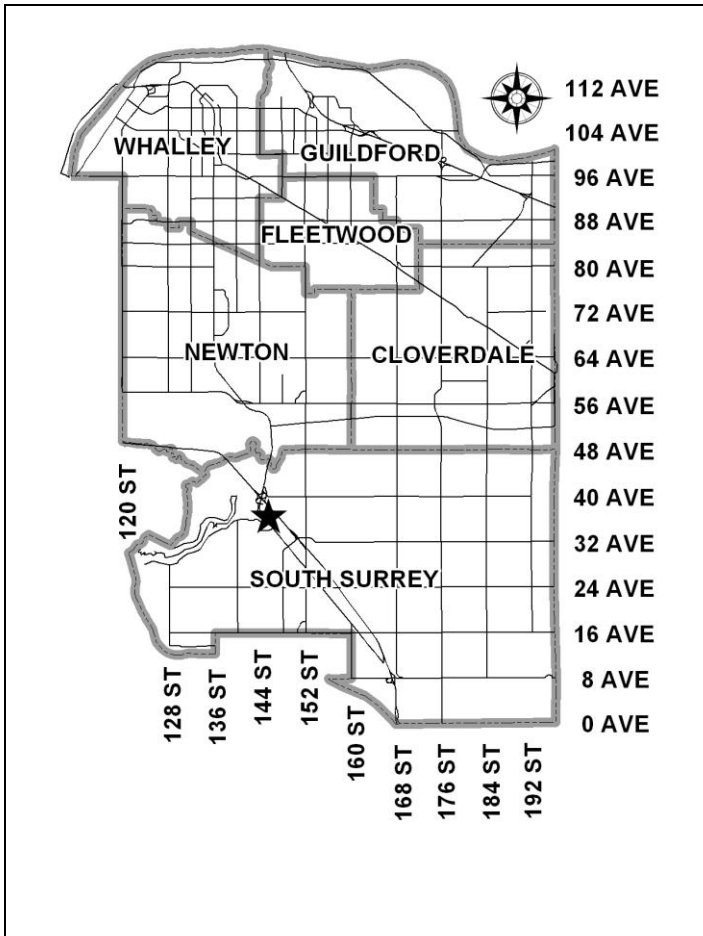 112 AVE
104 AVE
WHALLEY
GUILDFORD
96 AVE
88 AVE
FLEETWOOD
80 AVE
72 AVE
NEWTON
CLOVERDALE
64 AVE
56 AVE
48 AVE
120 ST
40 AVE
32 AVE
SOUTH SURREY
24 AVE
16 AVE
8 AVE
0 AVE
128 ST
136 ST
144 ST
152 ST
160 ST
168 ST
176 ST
184 ST
192 ST